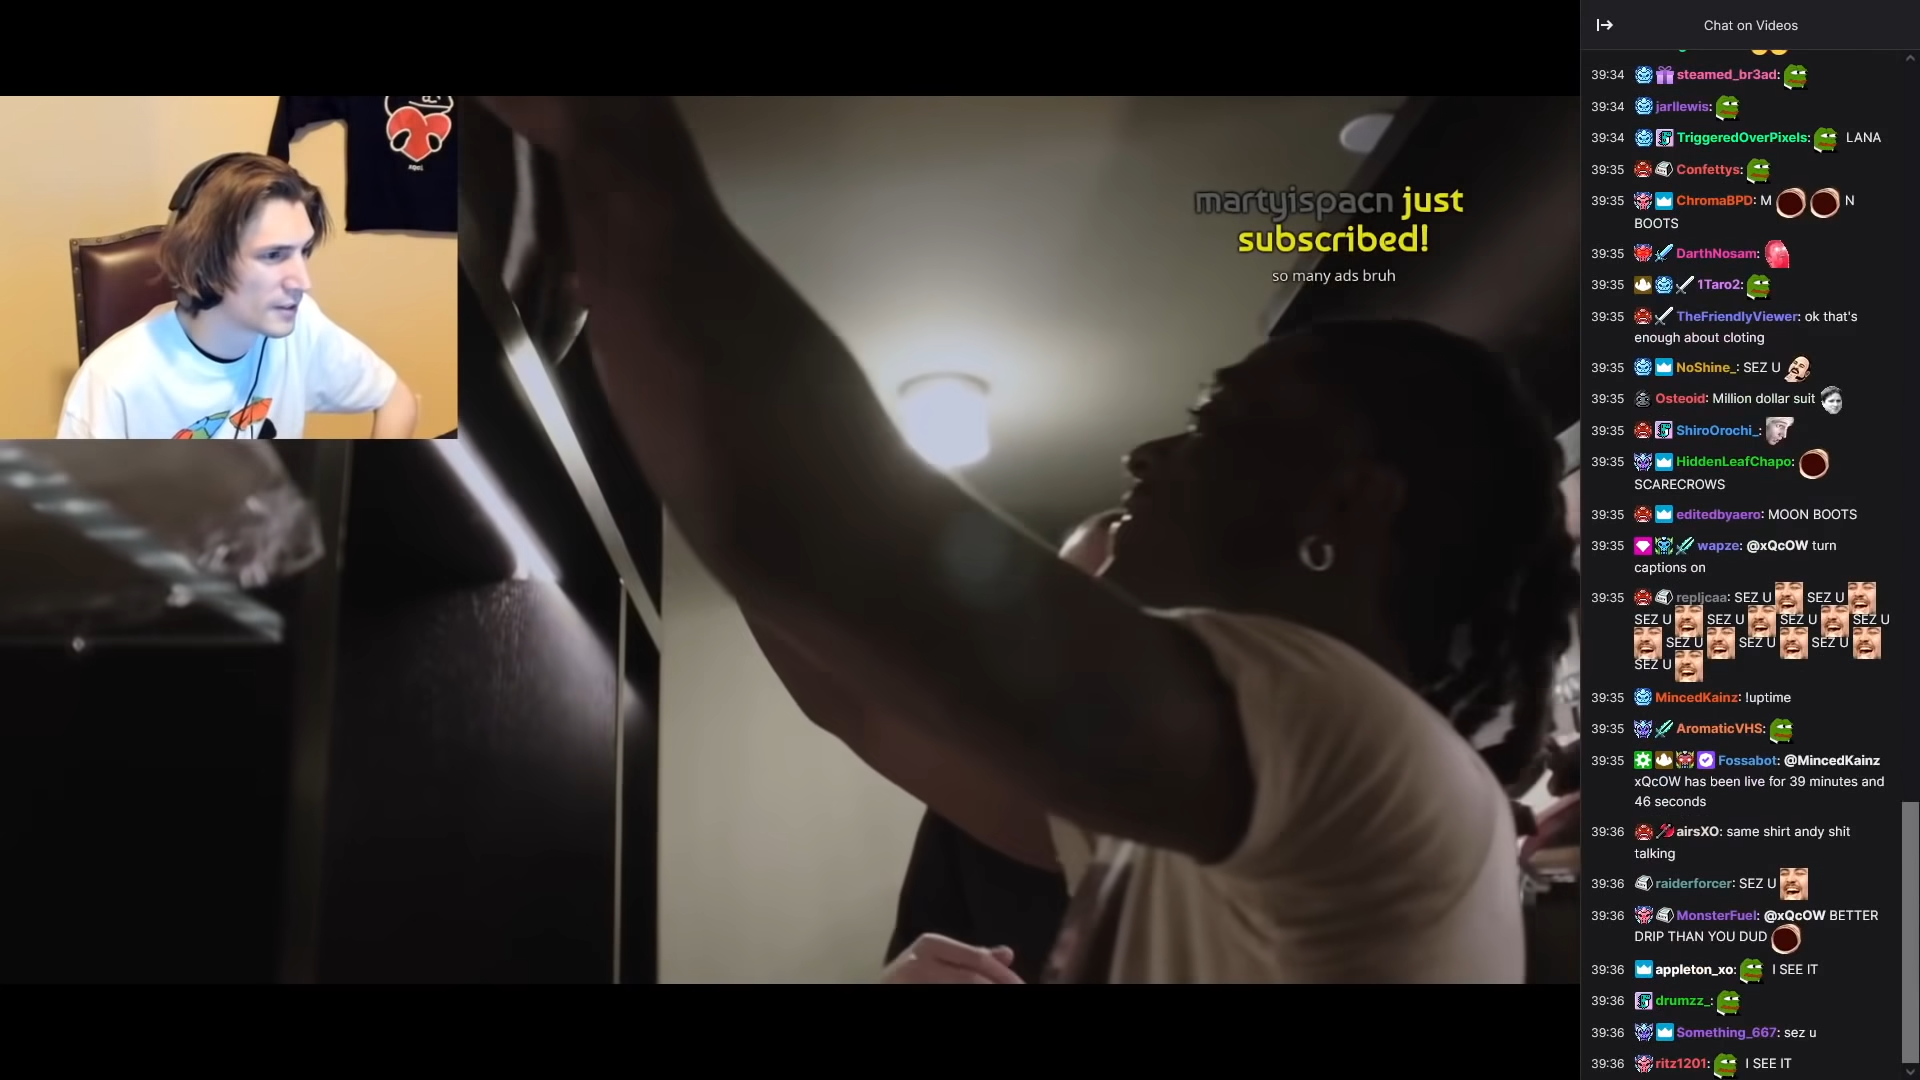 Chat on Videos
39:34 steamed_br3ad:
39:34 jarllewis:
39:34 TriggeredOverPixels: LANA
39:35 Confettys:
39:35 ChromaBPD: M N
BOOTS
39:35 DarthNosam:
39:35 1Taro2:
39:35 TheFriendlyViewer: ok that's
enough about cloting
39:35 NoShine_: SEZ U
39:35 Osteoid: Million dollar suit
39:35 ShiroOrochi_:
39:35 HiddenLeafChapo:
SCARECROWS
39:35 editedbyaero: MOON BOOTS
39:35 wapze: @xQcOW turn
captions on
39:35 repljcaa: SEZ U SEZ U
SEZ U SEZ U SEZ U SEZ U
SEZ U SEZ U SEZ U
SEZ U
39:35 MincedKainz: !uptime
39:35 AromaticVHS:
39:35 Fossabot: @MincedKainz
xQcOW has been live for 39 minutes and
46 seconds
39:36 airsXO: same shirt andy shit
talking
39:36 raiderforcer: SEZ U
39:36 MonsterFuel: @xQcOW BETTER
DRIP THAN YOU DUD
39:36 appleton_xo: I SEE IT
39:36 drumzz_:
39:36 Something_667: sez u
39:36 ritz1201: I SEE IT
martyispacn just
subscribed!
so many ads bruh